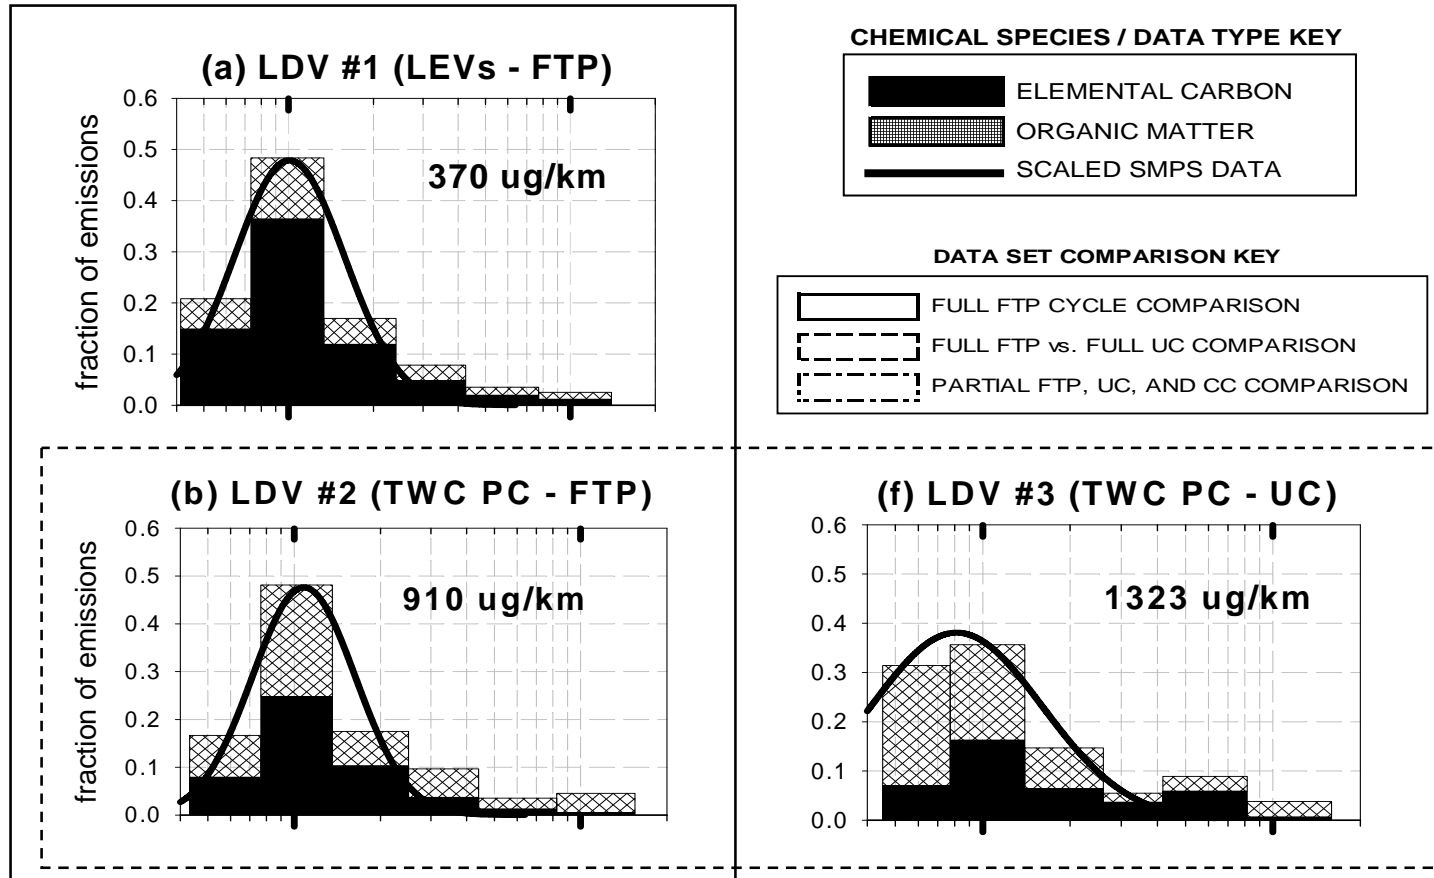 (a) LDV #1 (LEVs - FTP)
0.6
0.5
0.4
0.3
0.2
0.1
0.0
fraction of emissions
370 ug/km
CHEMICAL SPECIES / DATA TYPE KEY
ELEMENTAL CARBON
ORGANIC MATTER
SCALED SMPS DATA
DATA SET COMPARISON KEY
FULL FTP CYCLE COMPARISON
FULL FTP vs. FULL UC COMPARISON
PARTIAL FTP, UC, AND CC COMPARISON
(b) LDV #2 (TWC PC - FTP)
0.6
0.5
0.4
0.3
0.2
0.1
0.0
fraction of emissions
910 ug/km
(f) LDV #3 (TWC PC - UC)
0.6
0.5
0.4
0.3
0.2
0.1
0.0
1323 ug/km